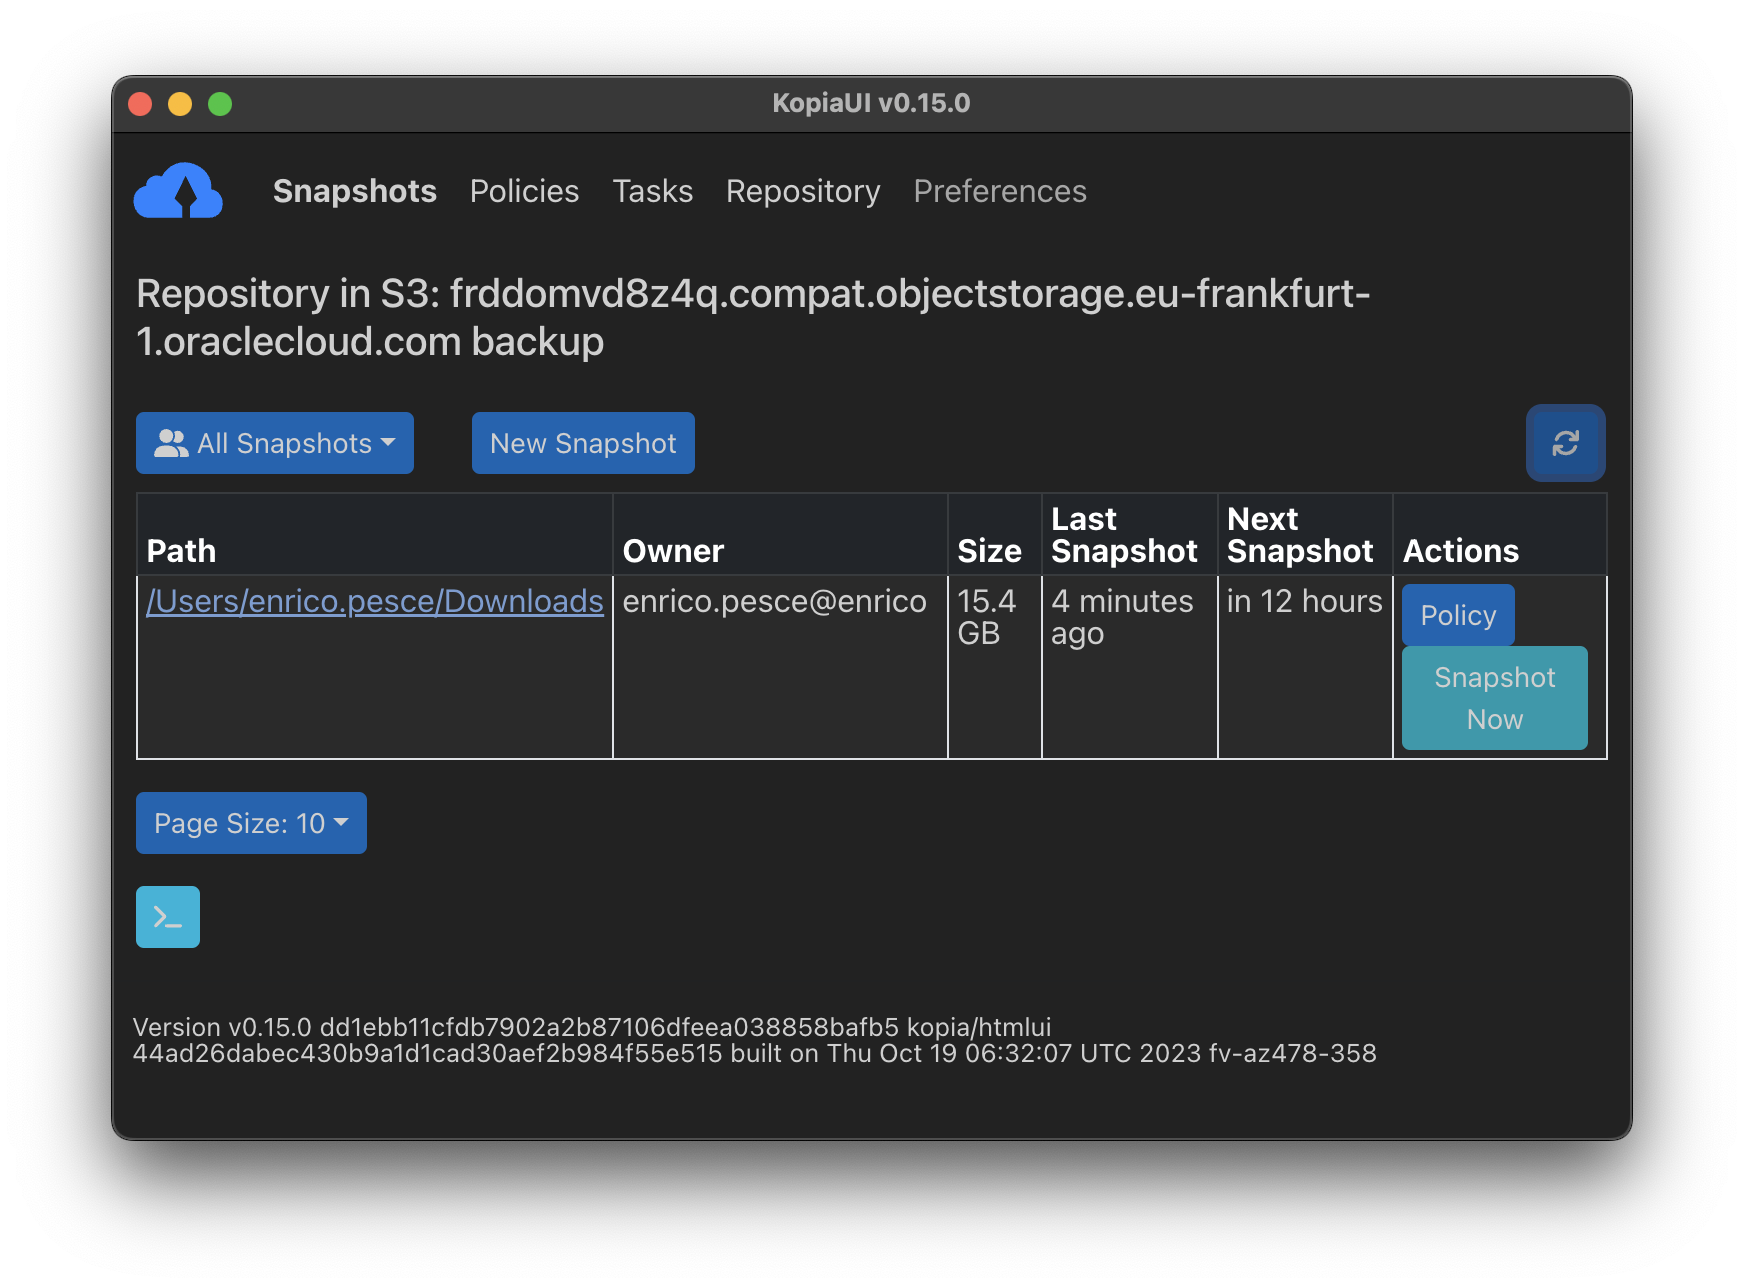 KopiaUI v0.15.0
Snapshots Policies Tasks Repository Preferences
Repository in S3: frddomvd8z4q.compat.objectstorage.eu-frankfurt-
1.oraclecloud.com backup
All Snapshots New Snapshot
Path Owner Size Last Snapshot Next Snapshot Actions
/Users/enrico.pesce/Downloads enrico.pesce@enrico 15.4 GB 4 minutes ago in 12 hours Policy
Snapshot
Now
Page Size: 10
>_
Version v0.15.0 dd1ebb11cfdb7902a2b87106dfeea038858bafb5 kopia/htmlui
44ad26dabec430b9a1d1cad30aef2b984f55e515 built on Thu Oct 19 06:32:07 UTC 2023 fv-az478-358